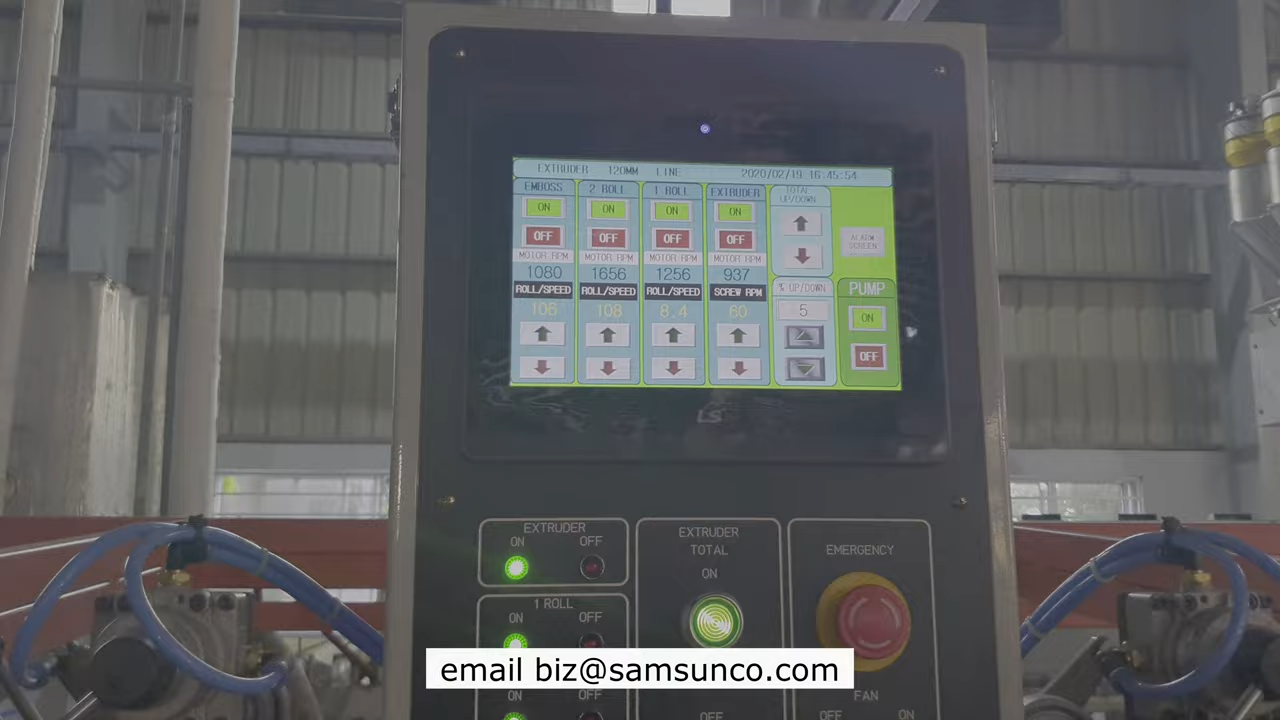 EXTRUDER 120MM LINE 2020/02/19 16:45:54
EMBOSS 2 ROLL 1 ROLL EXTRUDER TOTAL UP/DOWN
ON ON ON ON
OFF OFF OFF OFF ALARM SCREEN
MOTOR RPM MOTOR RPM MOTOR RPM MOTOR RPM
1080 1656 1256 937
ROLL/SPEED ROLL/SPEED ROLL/SPEED SCREW RPM % UP/DOWN PUMP
106 108 8.4 60 5 ON
OFF
LS
EXTRUDER
ON OFF
EXTRUDER
TOTAL
ON
EMERGENCY
1 ROLL
ON OFF
email biz@samsunco.com
ON OFF
OFF
FAN
OFF ON